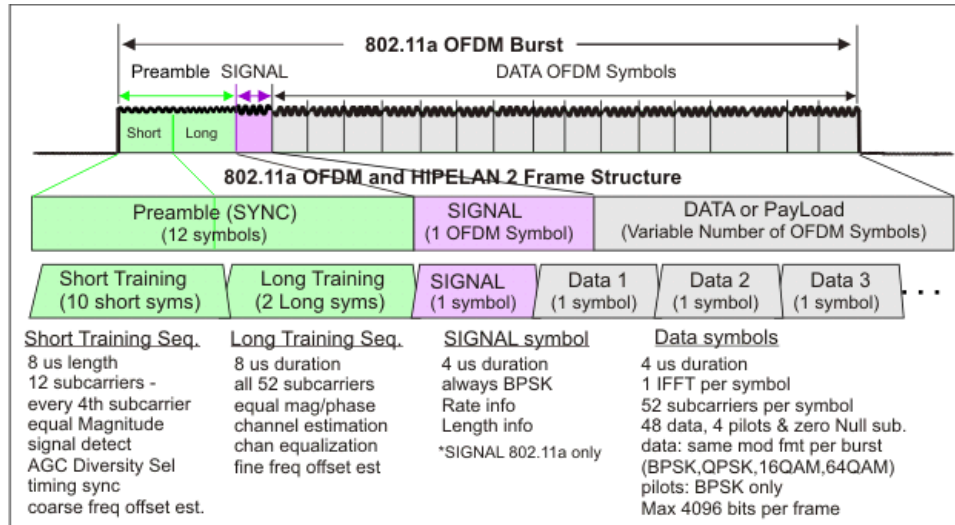 802.11a OFDM Burst
Preamble SIGNAL DATA OFDM Symbols
Short Long
802.11a OFDM and HIPELAN 2 Frame Structure
Preamble (SYNC)
(12 symbols)
SIGNAL
(1 OFDM Symbol)
DATA or PayLoad
(Variable Number of OFDM Symbols)
Short Training
(10 short syms)
Long Training
(2 Long syms)
SIGNAL
(1 symbol)
Data 1
(1 symbol)
Data 2
(1 symbol)
Data 3
(1 symbol)
. . .
Short Training Seq.
8 us length
12 subcarriers -
every 4th subcarrier
equal Magnitude
signal detect
AGC Diversity Sel
timing sync
coarse freq offset est.
Long Training Seq.
8 us duration
all 52 subcarriers
equal mag/phase
channel estimation
chan equalization
fine freq offset est
SIGNAL symbol
4 us duration
always BPSK
Rate info
Length info
*SIGNAL 802.11a only
Data symbols
4 us duration
1 IFFT per symbol
52 subcarriers per symbol
48 data, 4 pilots & zero Null sub.
data: same mod fmt per burst
(BPSK,QPSK,16QAM,64QAM)
pilots: BPSK only
Max 4096 bits per frame